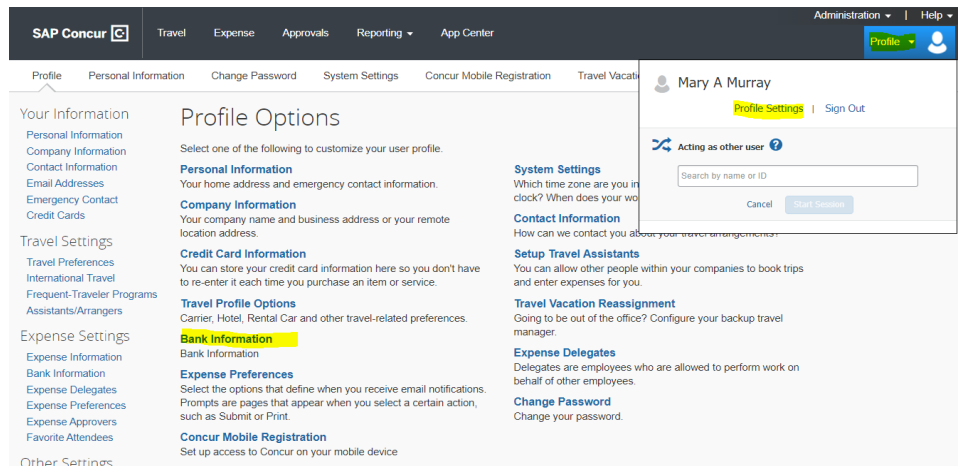 Administration | Help
SAP Concur C Travel Expense Approvals Reporting App Center
Profile
Profile Personal Information Change Password System Settings Concur Mobile Registration Travel Vacati
Mary A Murray
Profile Settings | Sign Out
Acting as other user ?
Search by name or ID
Cancel Start Session
Your Information
Personal Information
Company Information
Contact Information
Email Addresses
Emergency Contact
Credit Cards
Travel Settings
Travel Preferences
International Travel
Frequent-Traveler Programs
Assistants/Arrangers
Expense Settings
Expense Information
Bank Information
Expense Delegates
Expense Preferences
Expense Approvers
Favorite Attendees
Other Settings
Profile Options
Select one of the following to customize your user profile.
Personal Information
Your home address and emergency contact information.
Company Information
Your company name and business address or your remote
location address.
Credit Card Information
You can store your credit card information here so you don't have
to re-enter it each time you purchase an item or service.
Travel Profile Options
Carrier, Hotel, Rental Car and other travel-related preferences.
Bank Information
Bank Information
Expense Preferences
Select the options that define when you receive email notifications.
Prompts are pages that appear when you select a certain action,
such as Submit or Print.
Concur Mobile Registration
Set up access to Concur on your mobile device
System Settings
Which time zone are you in
clock? When does your wo
Contact Information
How can we contact you about your travel arrangements?
Setup Travel Assistants
You can allow other people within your companies to book trips
and enter expenses for you.
Travel Vacation Reassignment
Going to be out of the office? Configure your backup travel
manager.
Expense Delegates
Delegates are employees who are allowed to perform work on
behalf of other employees.
Change Password
Change your password.